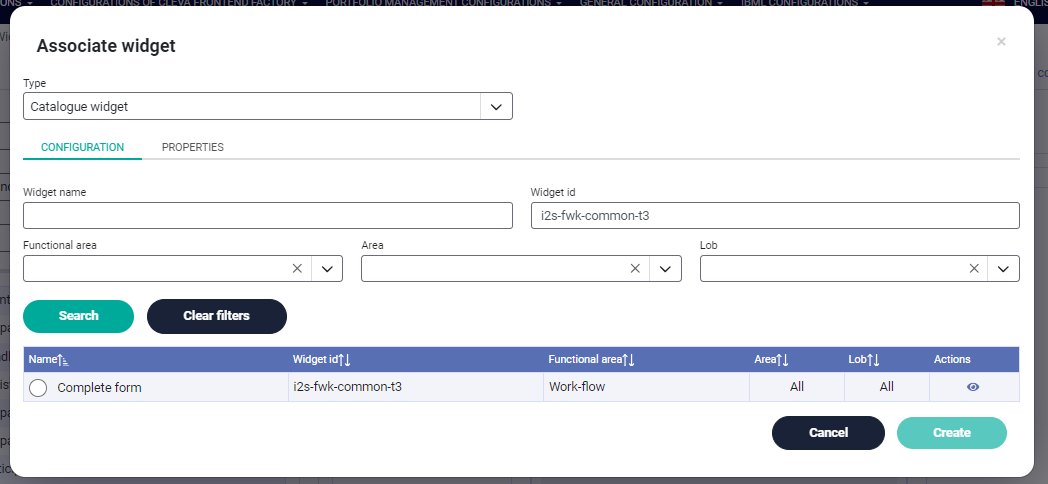 CONFIGURATIONS OF CLEVA FRONTEND FACTORY PORTFOLIO MANAGEMENT CONFIGURATIONS GENERAL CONFIGURATION IBML CONFIGURATIONS
Associate widget
×
Type
Catalogue widget
CONFIGURATION PROPERTIES
Widget name Widget id
i2s-fwk-common-t3
Functional area Area Lob
Search Clear filters
Name Widget id Functional area Area Lob Actions
Complete form i2s-fwk-common-t3 Work-flow All All
Cancel Create